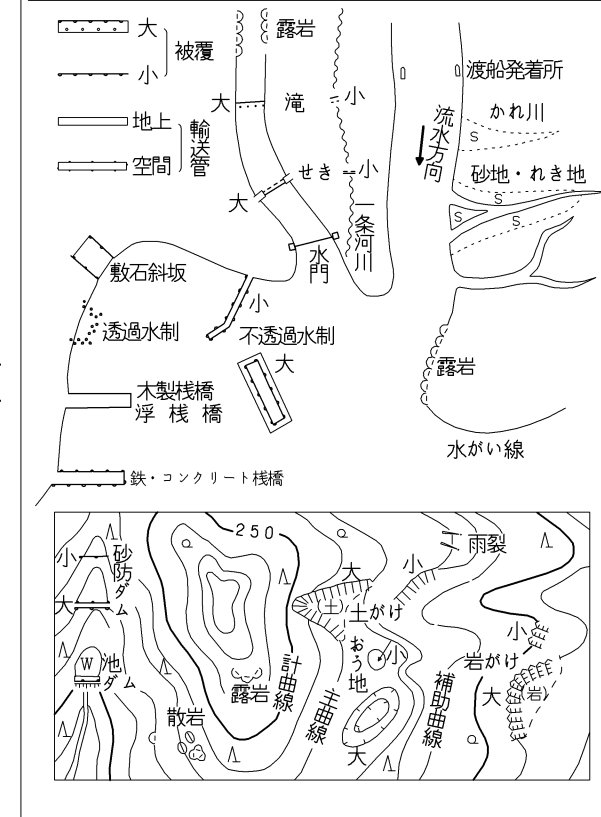 大
被覆
小
地上
輸送管
空間
露岩
大
滝
小
せき
小
大
一条河川
水門
渡船発着所
流水方向
かれ川
S
砂地・れき地
S
S
S
敷石斜坂
透過水制
小
不透過水制
大
木製桟橋
浮桟橋
鉄・コンクリート桟橋
露岩
水がい線
250
小
砂防ダム
大
W
池
ダム
露岩
散岩
計曲線
主曲線
大
小
土
土がけ
おう地
小
大
補助曲線
雨裂
小
岩がけ
大
(岩)